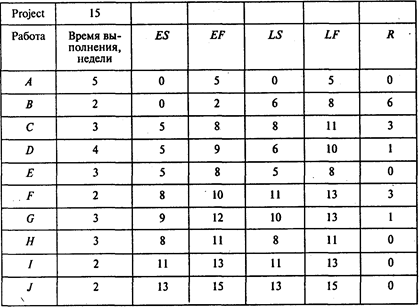 Project 15
Работа Время вы- ES EF LS LF R
полнения,
недели
A 5 0 5 0 5 0
B 2 0 2 6 8 6
C 3 5 8 8 11 3
D 4 5 9 6 10 1
E 3 5 8 5 8 0
F 2 8 10 11 13 3
G 3 9 12 10 13 1
H 3 8 11 8 11 0
I 2 11 13 11 13 0
J 2 13 15 13 15 0